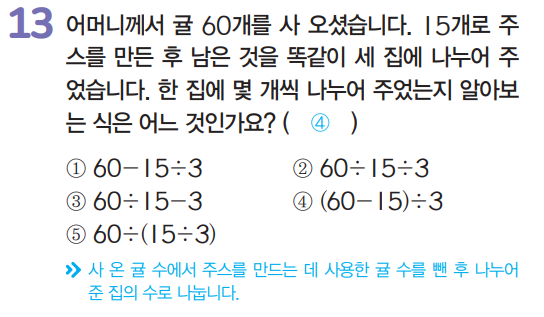 13 어머니께서 귤 60개를 사 오셨습니다. 15개로 주
스를 만든 후 남은 것을 똑같이 세 집에 나누어 주
었습니다. 한 집에 몇 개씩 나누어 주었는지 알아보
는 식은 어느 것인가요? ( ④ )
① 60-15÷3 ② 60÷15÷3
③ 60÷15-3 ④ (60-15)÷3
⑤ 60÷(15÷3)
≫ 사 온 귤 수에서 주스를 만드는 데 사용한 귤 수를 뺀 후 나누어
준 집의 수로 나눕니다.